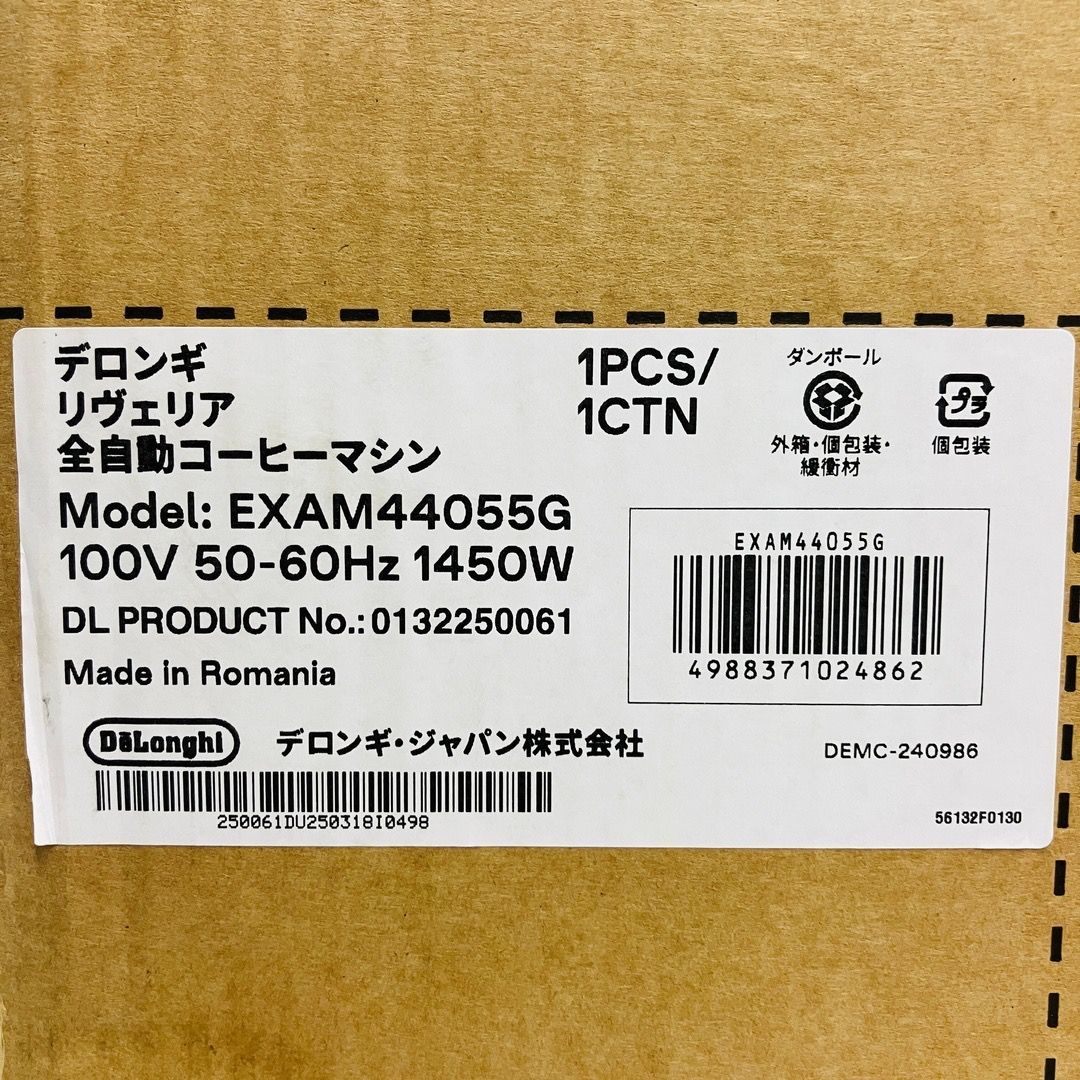 デロンギ
リヴェリア
全自動コーヒーマシン
Model: EXAM44055G
100V 50-60Hz 1450W
DL PRODUCT No.: 0132250061
Made in Romania
1PCS/
1CTN
ダンボール
外箱・個包装・
緩衝材
プラ
個包装
EXAM44055G
4988371024862
DēLonghi
デロンギ・ジャパン株式会社
DEMC-240986
250061DU250318I0498
56132F0130